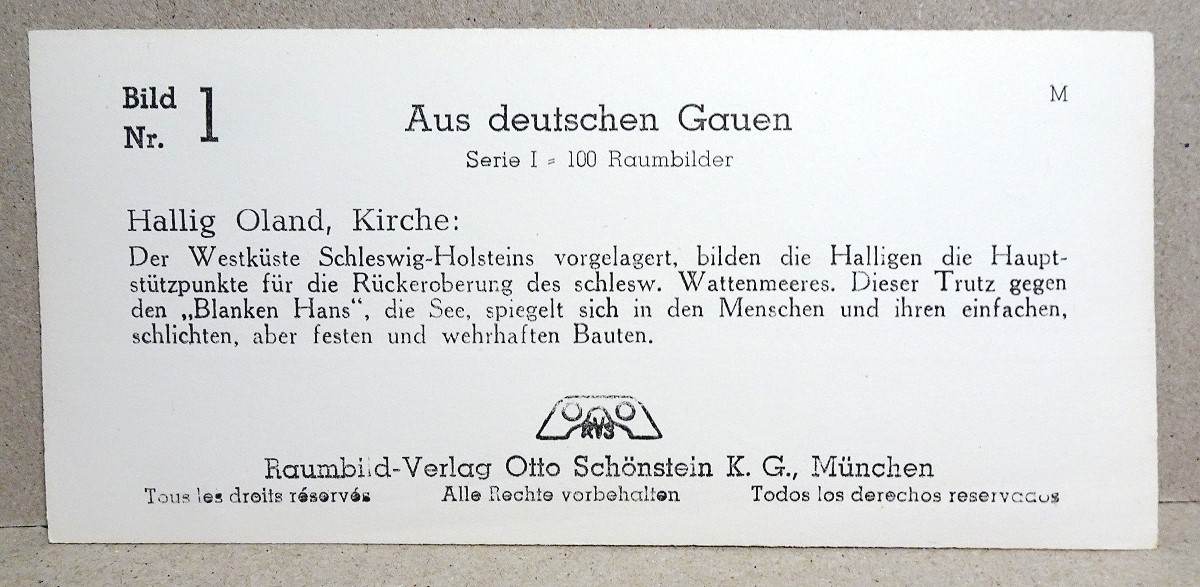 Bild
Nr. 1
M
Aus deutschen Gauen
Serie I = 100 Raumbilder
Hallig Oland, Kirche:
Der Westküste Schleswig-Holsteins vorgelagert, bilden die Halligen die Haupt-
stützpunkte für die Rückeroberung des schlesw. Wattenmeeres. Dieser Trutz gegen
den „Blanken Hans“, die See, spiegelt sich in den Menschen und ihren einfachen,
schlichten, aber festen und wehrhaften Bauten.
RVS
Raumbild-Verlag Otto Schönstein K. G., München
Tous les droits réservés Alle Rechte vorbehalten Todos los derechos reservados